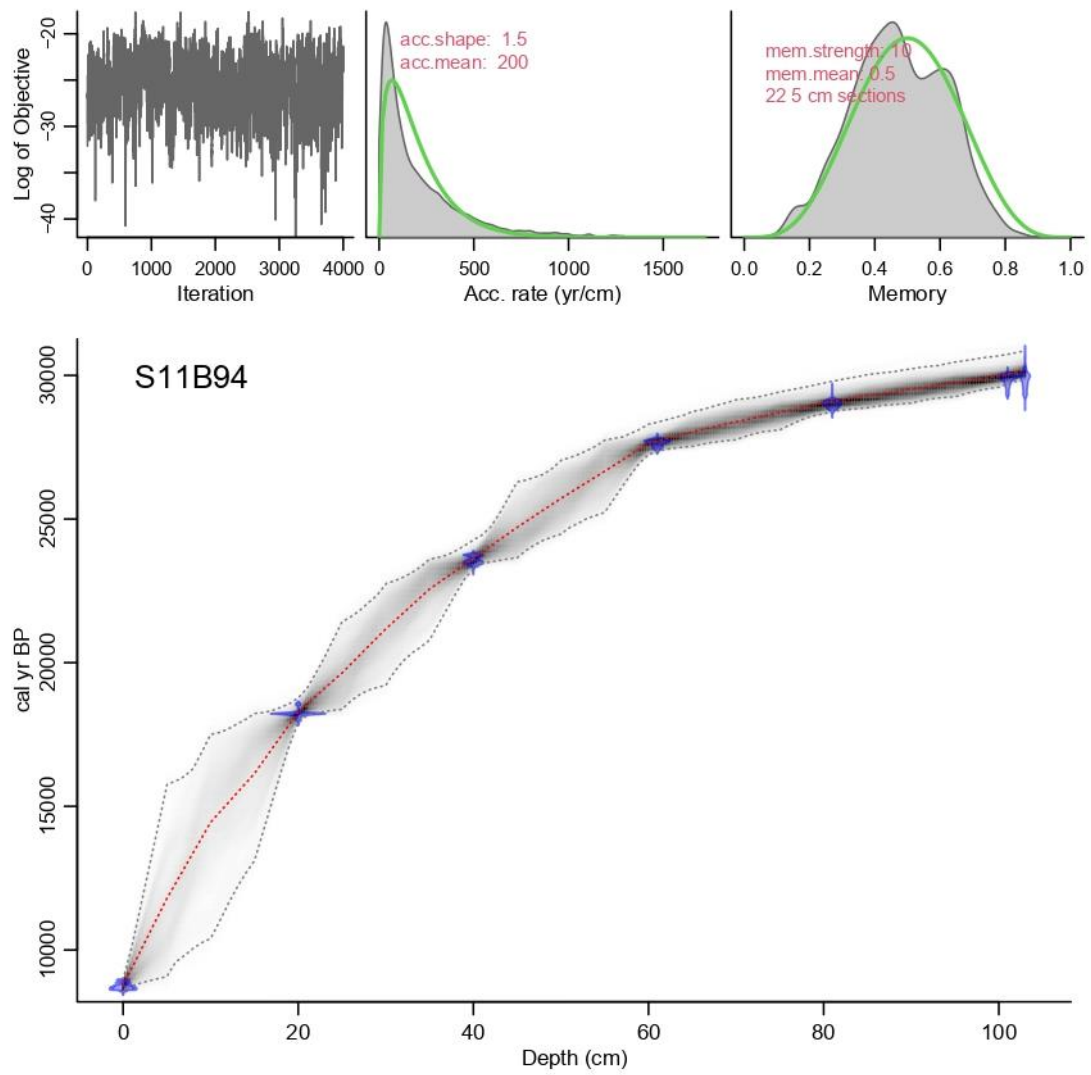 Log of Objective
−20
−30
−40
0 1000 2000 3000 4000
Iteration
acc.shape: 1.5
acc.mean: 200
0 500 1000 1500
Acc. rate (yr/cm)
mem.strength: 10
mem.mean: 0.5
22 5 cm sections
0.0 0.2 0.4 0.6 0.8 1.0
Memory
S11B94
cal yr BP
30000
25000
20000
15000
10000
0 20 40 60 80 100
Depth (cm)